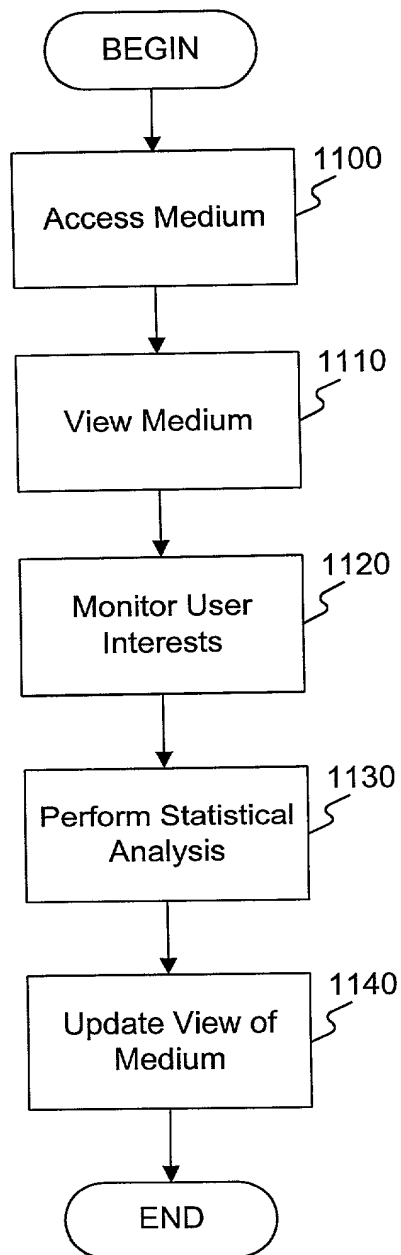 BEGIN
1100
Access Medium
1110
View Medium
1120
Monitor User
Interests
1130
Perform Statistical
Analysis
1140
Update View of
Medium
END